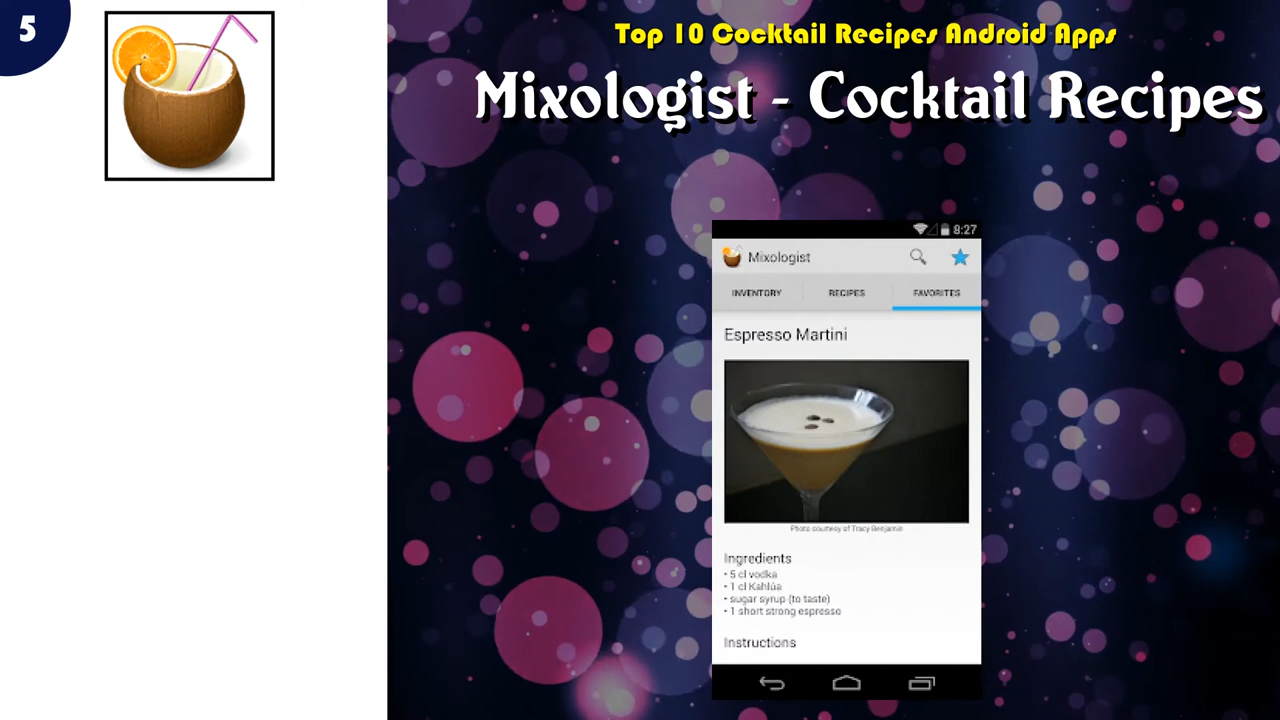 5
Top 10 Cocktail Recipes Android Apps
Mixologist - Cocktail Recipes
8:27
Mixologist
INVENTORY
RECIPES
FAVORITES
Espresso Martini
Photo courtesy of Tracy Benjamin
Ingredients
• 5 cl vodka
• 1 cl Kahlúa
• sugar syrup (to taste)
• 1 short strong espresso
Instructions